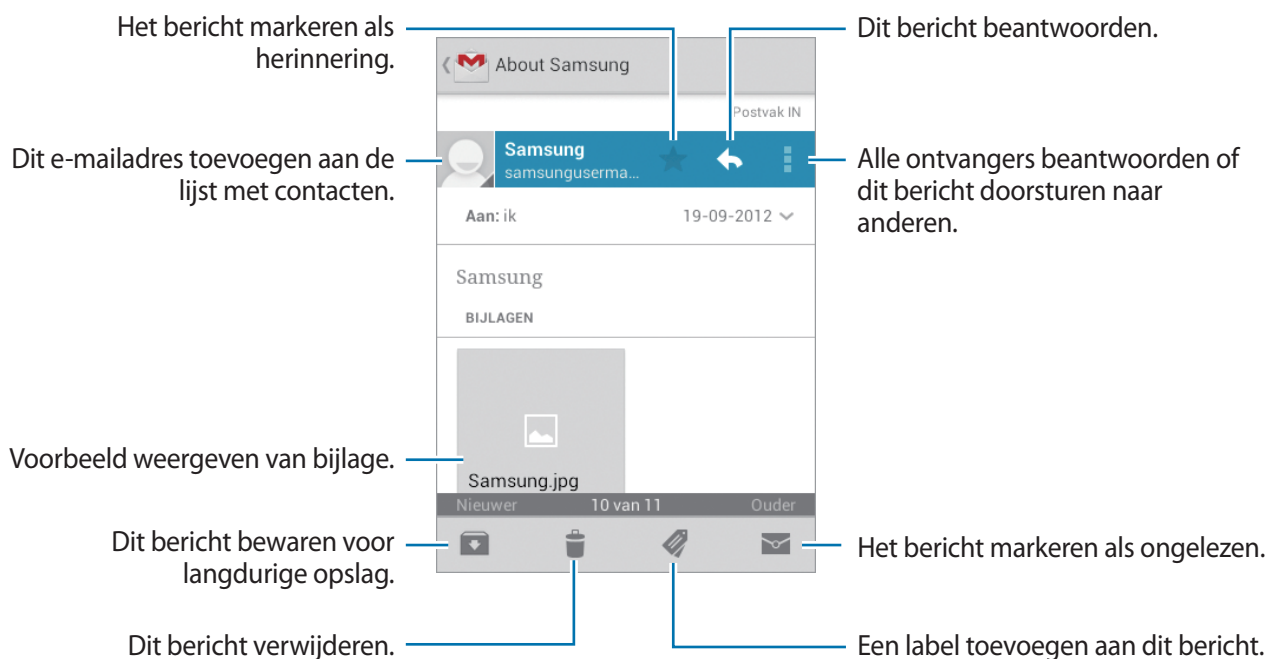 Het bericht markeren als
herinnering.
Dit bericht beantwoorden.
About Samsung
Postvak IN
Dit e-mailadres toevoegen aan de
lijst met contacten.
Samsung
samsunguserma...
Alle ontvangers beantwoorden of
dit bericht doorsturen naar
anderen.
Aan: ik 19-09-2012
Samsung
BIJLAGEN
Voorbeeld weergeven van bijlage.
Samsung.jpg
Nieuwer 10 van 11 Ouder
Dit bericht bewaren voor
langdurige opslag.
Het bericht markeren als ongelezen.
Dit bericht verwijderen.
Een label toevoegen aan dit bericht.